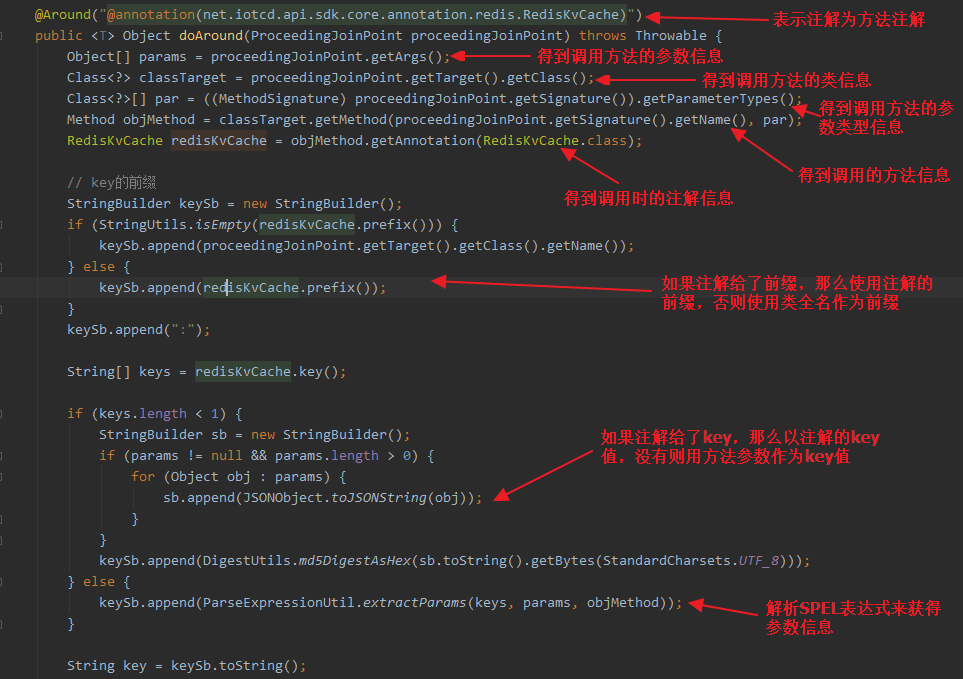 @Around("@annotation(net.iotcd.api.sdk.core.annotation.redis.RedisKvCache)")
表示注解为方法注解
public <T> Object doAround(ProceedingJoinPoint proceedingJoinPoint) throws Throwable {
Object[] params = proceedingJoinPoint.getArgs();
得到调用方法的参数信息
Class<?> classTarget = proceedingJoinPoint.getTarget().getClass();
得到调用方法的类信息
Class<?>[] par = ((MethodSignature) proceedingJoinPoint.getSignature()).getParameterTypes();
得到调用方法的参
数类型信息
Method objMethod = classTarget.getMethod(proceedingJoinPoint.getSignature().getName(), par);
得到调用的方法信息
RedisKvCache redisKvCache = objMethod.getAnnotation(RedisKvCache.class);
得到调用时的注解信息
// key的前缀
StringBuilder keySb = new StringBuilder();
if (StringUtils.isEmpty(redisKvCache.prefix())) {
keySb.append(proceedingJoinPoint.getTarget().getClass().getName());
} else {
keySb.append(redisKvCache.prefix());
如果注解给了前缀，那么使用注解的
前缀，否则使用类全名作为前缀
}
keySb.append(":");
String[] keys = redisKvCache.key();
if (keys.length < 1) {
StringBuilder sb = new StringBuilder();
if (params != null && params.length > 0) {
for (Object obj : params) {
sb.append(JSONObject.toJSONString(obj));
如果注解给了key，那么以注解的key
值，没有则用方法参数作为key值
}
}
keySb.append(DigestUtils.md5DigestAsHex(sb.toString().getBytes(StandardCharsets.UTF_8)));
} else {
keySb.append(ParseExpressionUtil.extractParams(keys, params, objMethod));
解析SPEL表达式来获得
参数信息
}
String key = keySb.toString();